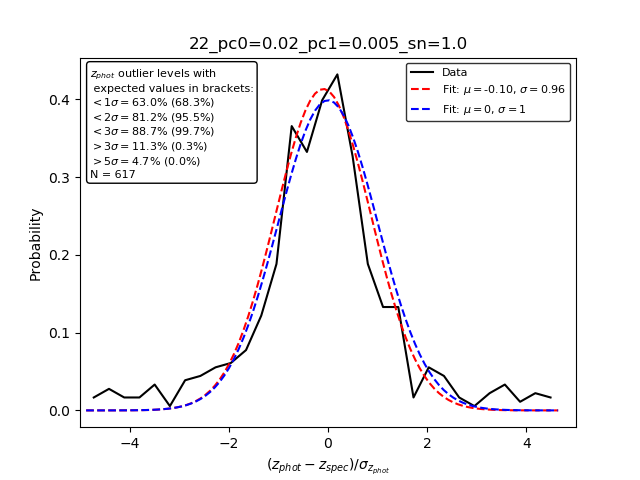 22_pc0=0.02_pc1=0.005_sn=1.0
z_phot outlier levels with
expected values in brackets:
<1σ = 63.0% (68.3%)
<2σ = 81.2% (95.5%)
<3σ = 88.7% (99.7%)
>3σ = 11.3% (0.3%)
>5σ = 4.7% (0.0%)
N = 617
Data
Fit: μ = -0.10, σ = 0.96
Fit: μ = 0, σ = 1
Probability
0.4
0.3
0.2
0.1
0.0
−4
−2
0
2
4
(z_phot − z_spec)/σ_z_phot